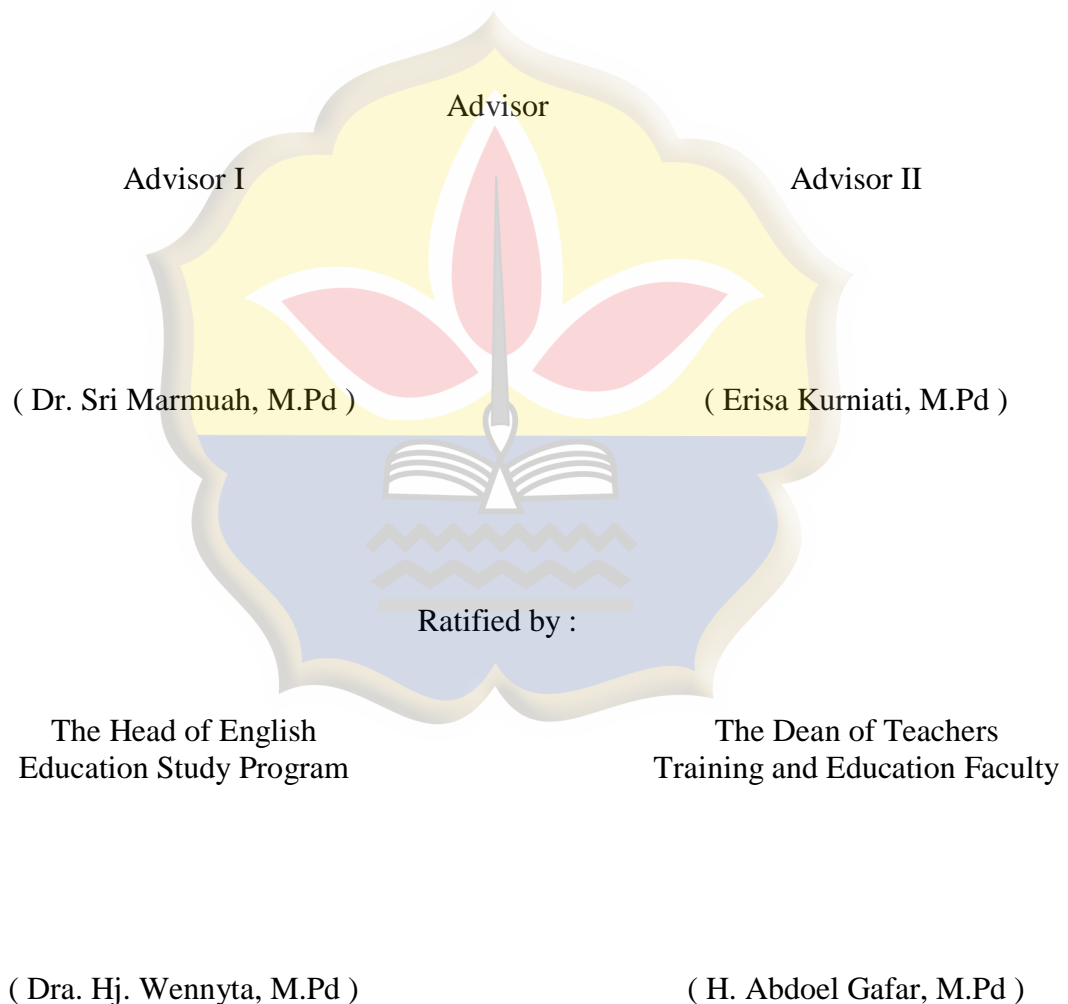 Advisor
Advisor I
Advisor II
( Dr. Sri Marmuah, M.Pd )
( Erisa Kurniati, M.Pd )
Ratified by :
The Head of English
Education Study Program
The Dean of Teachers
Training and Education Faculty
( Dra. Hj. Wennyta, M.Pd )
( H. Abdoel Gafar, M.Pd )